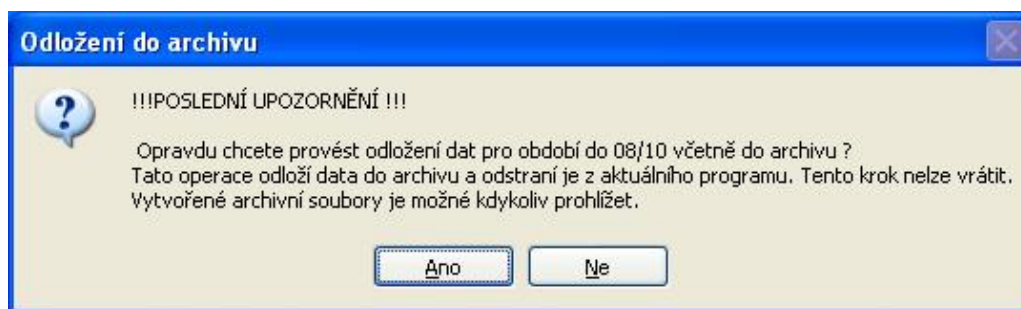 Odložení do archivu
!!!POSLEDNÍ UPOZORNĚNÍ !!!
Opravdu chcete provést odložení dat pro období do 08/10 včetně do archivu ?
Tato operace odloží data do archivu a odstraní je z aktuálního programu. Tento krok nelze vrátit.
Vytvořené archivní soubory je možné kdykoliv prohlížet.
Ano
Ne